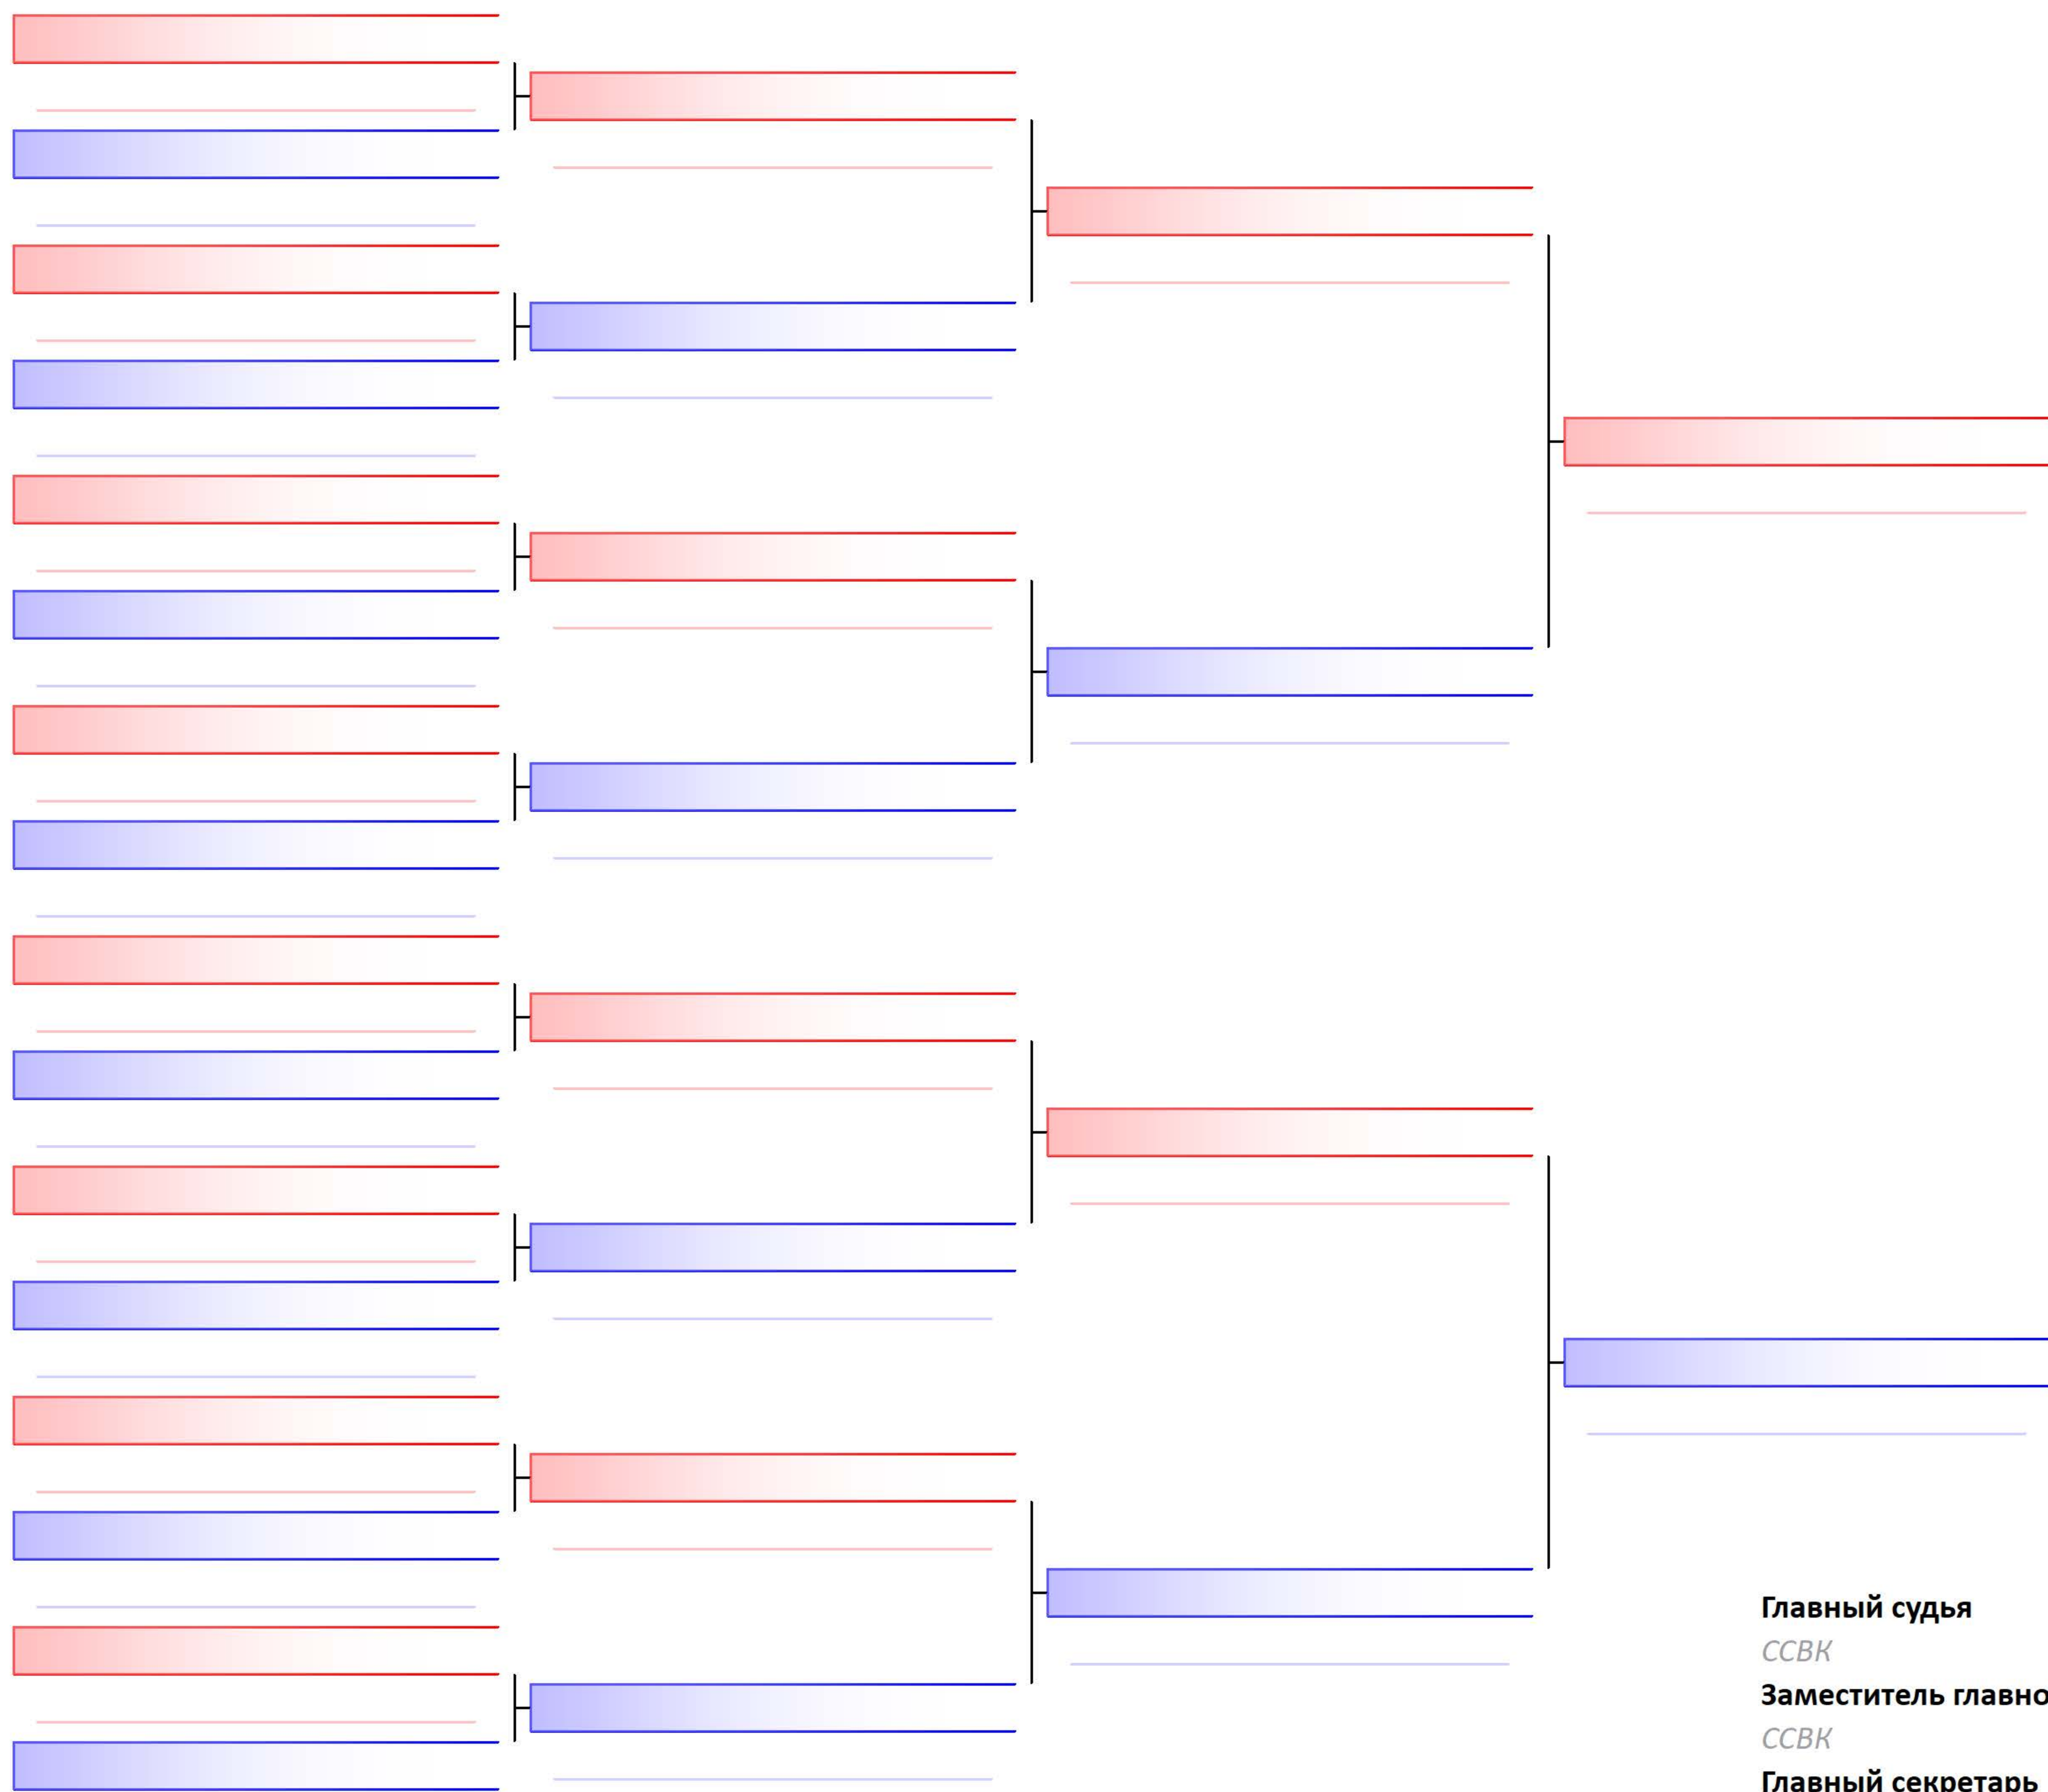 Главный судья
ССВК
Заместитель главно
ССВК
Главный секретарь